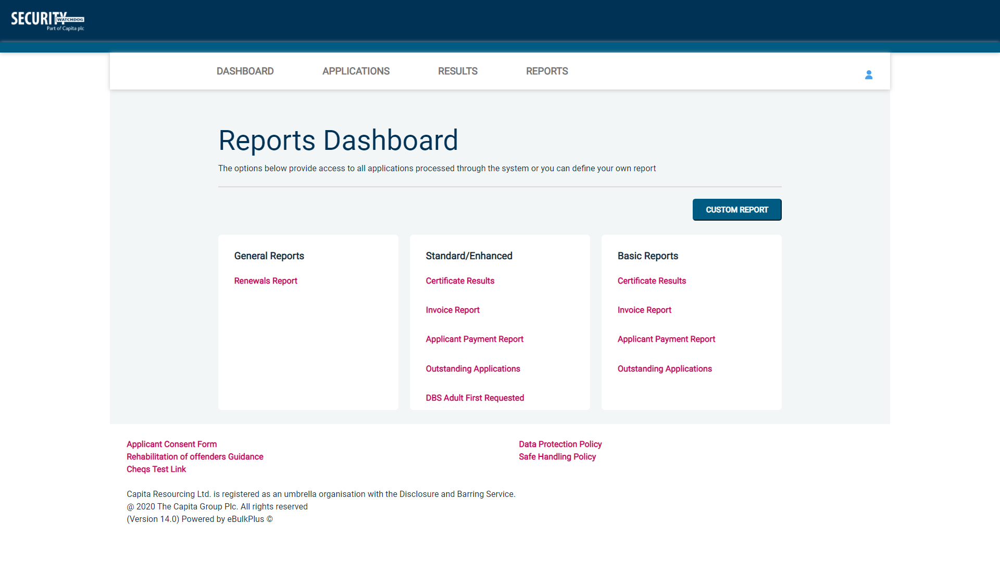 SECURITY
WATCHDOG
Part of Capita plc
DASHBOARD APPLICATIONS RESULTS REPORTS
Reports Dashboard
The options below provide access to all applications processed through the system or you can define your own report
CUSTOM REPORT
General Reports
Renewals Report
Standard/Enhanced
Certificate Results
Invoice Report
Applicant Payment Report
Outstanding Applications
DBS Adult First Requested
Basic Reports
Certificate Results
Invoice Report
Applicant Payment Report
Outstanding Applications
Applicant Consent Form
Rehabilitation of offenders Guidance
Cheqs Test Link
Data Protection Policy
Safe Handling Policy
Capita Resourcing Ltd. is registered as an umbrella organisation with the Disclosure and Barring Service.
@ 2020 The Capita Group Plc. All rights reserved
(Version 14.0) Powered by eBulkPlus ©